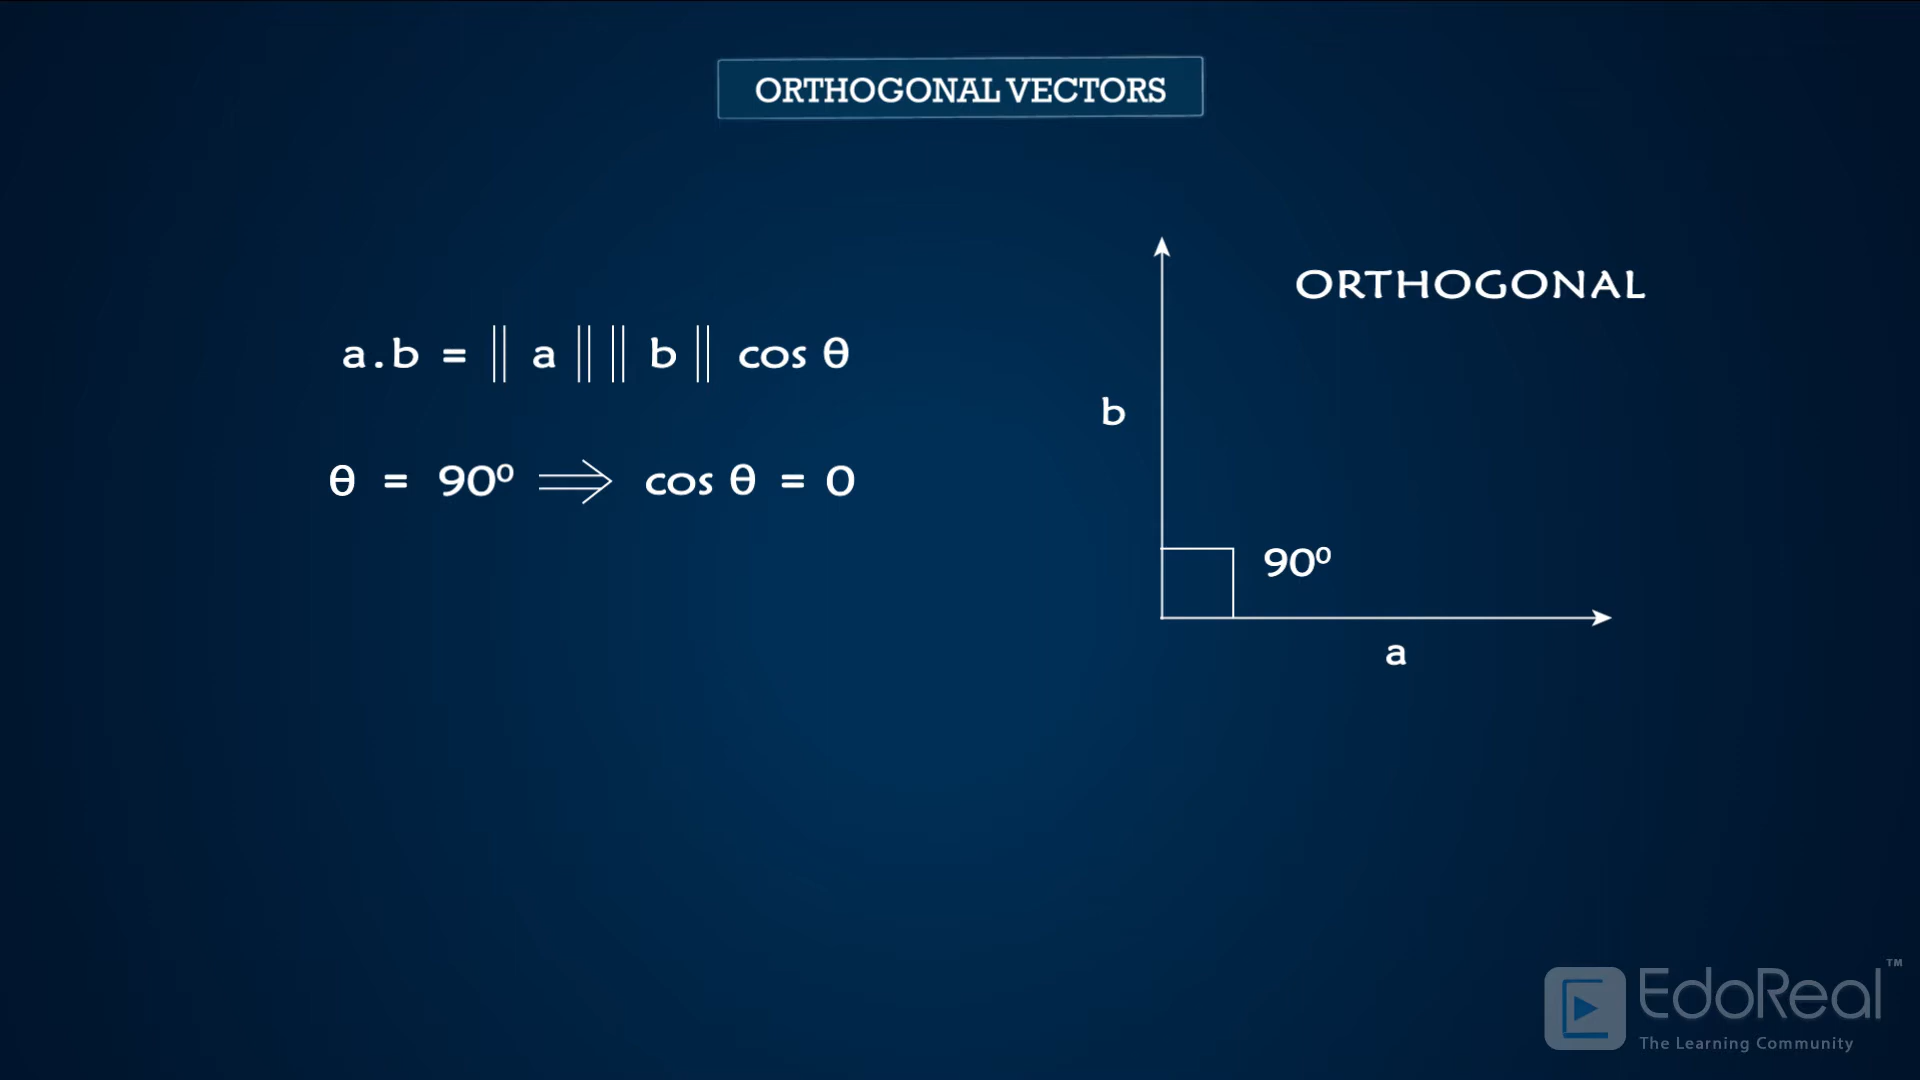 ORTHOGONAL VECTORS
ORTHOGONAL
a.b = || a || || b || cos θ
b
θ = 90⁰ ⟹ cos θ = 0
90⁰
a
EdoReal™
The Learning Community